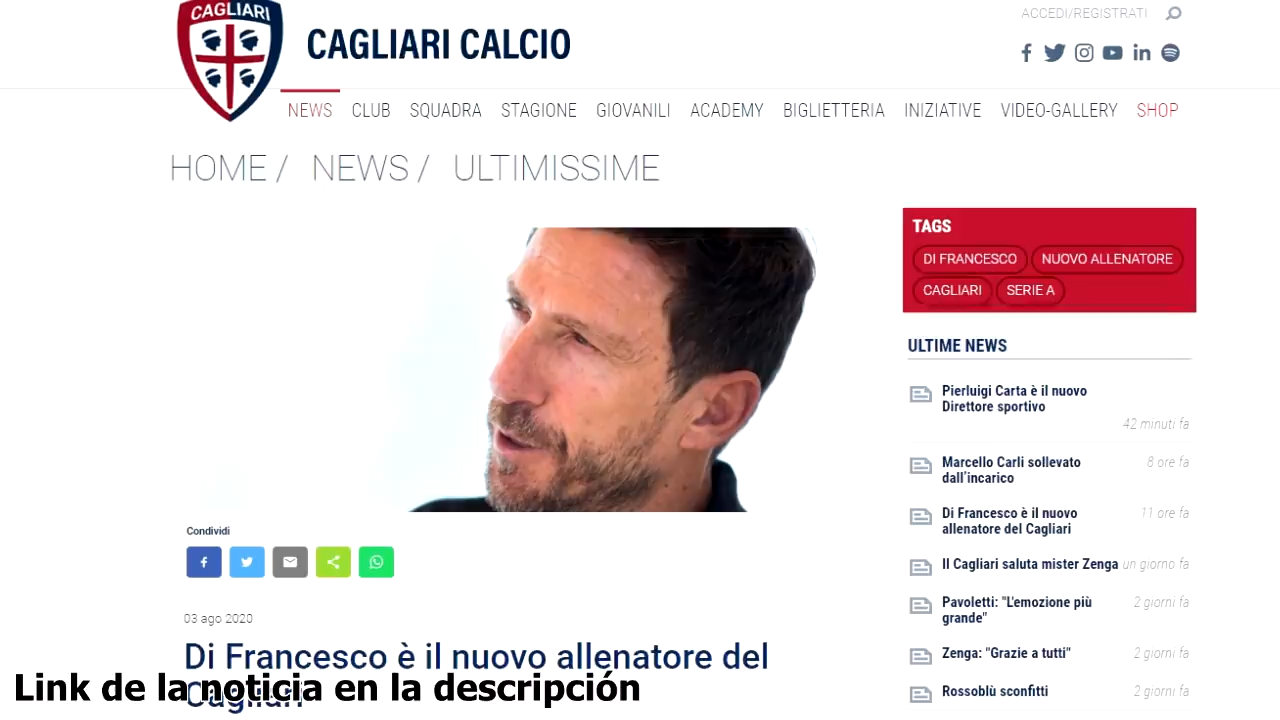 CAGLIARI
CAGLIARI CALCIO
ACCEDI/REGISTRATI
NEWS CLUB SQUADRA STAGIONE GIOVANILI ACADEMY BIGLIETTERIA INIZIATIVE VIDEO-GALLERY SHOP
HOME / NEWS / ULTIMISSIME
TAGS
DI FRANCESCO NUOVO ALLENATORE
CAGLIARI SERIE A
ULTIME NEWS
Pierluigi Carta è il nuovo
Direttore sportivo
42 minuti fa
Marcello Carli sollevato
dall'incarico
8 ore fa
Di Francesco è il nuovo
allenatore del Cagliari
11 ore fa
Il Cagliari saluta mister Zenga un giorno fa
Pavoletti: "L'emozione più
grande"
2 giorni fa
Zenga: "Grazie a tutti" 2 giorni fa
Rossoblù sconfitti 2 giorni fa
Condividi
03 ago 2020
Di Francesco è il nuovo allenatore del
Cagliari
Link de la noticia en la descripción